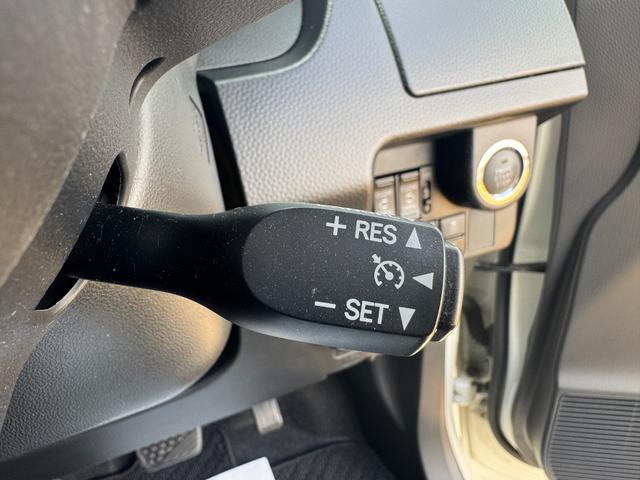 + RES ▲
◀
− SET ▼